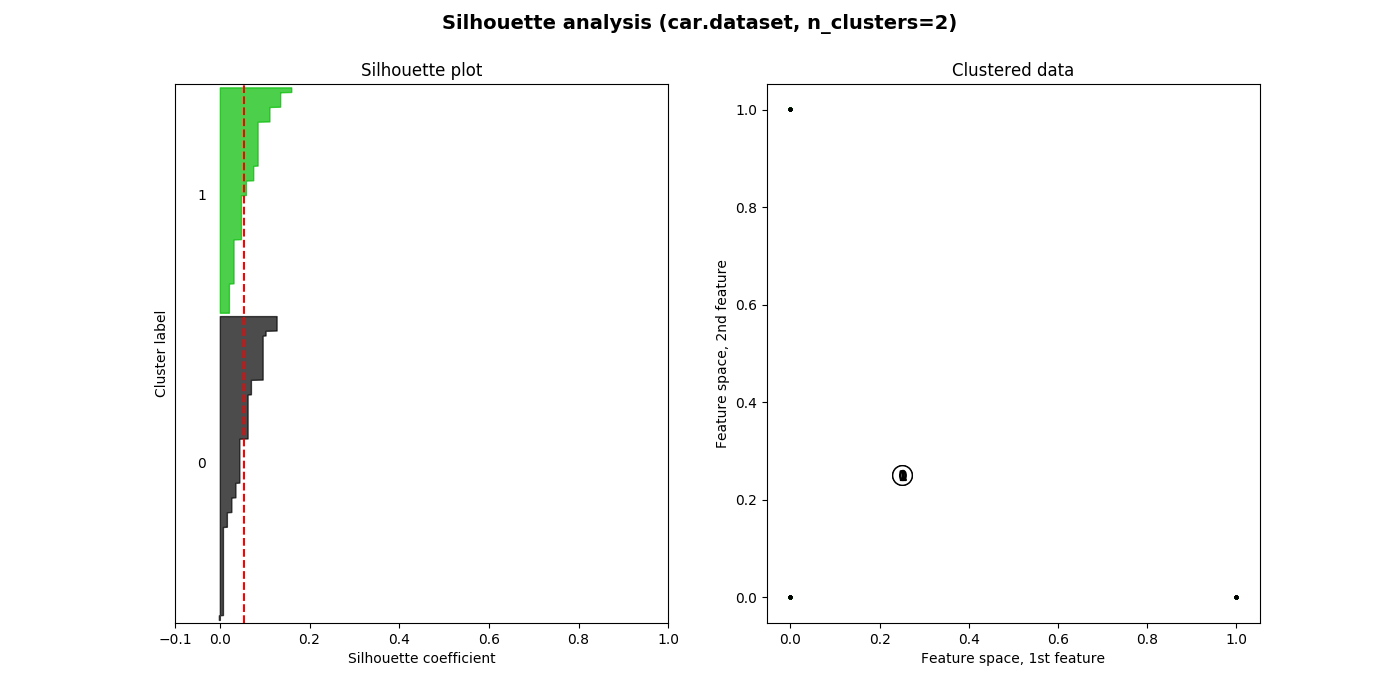 Silhouette analysis (car.dataset, n_clusters=2)
Silhouette plot
Cluster label
1
0
−0.1 0.0 0.2 0.4 0.6 0.8 1.0
Silhouette coefficient
Clustered data
Feature space, 2nd feature
1.0
0.8
0.6
0.4
0.2
0.0
0.0 0.2 0.4 0.6 0.8 1.0
Feature space, 1st feature